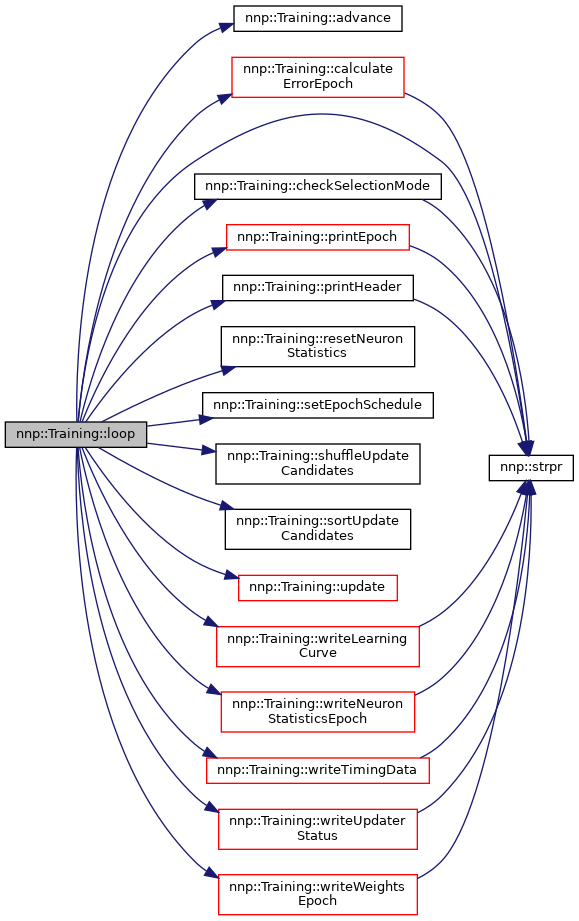 nnp::Training::advance
nnp::Training::calculate
ErrorEpoch
nnp::Training::checkSelectionMode
nnp::Training::printEpoch
nnp::Training::printHeader
nnp::Training::resetNeuron
Statistics
nnp::Training::setEpochSchedule
nnp::Training::loop
nnp::Training::shuffleUpdate
Candidates
nnp::strpr
nnp::Training::sortUpdate
Candidates
nnp::Training::update
nnp::Training::writeLearning
Curve
nnp::Training::writeNeuron
StatisticsEpoch
nnp::Training::writeTimingData
nnp::Training::writeUpdater
Status
nnp::Training::writeWeights
Epoch